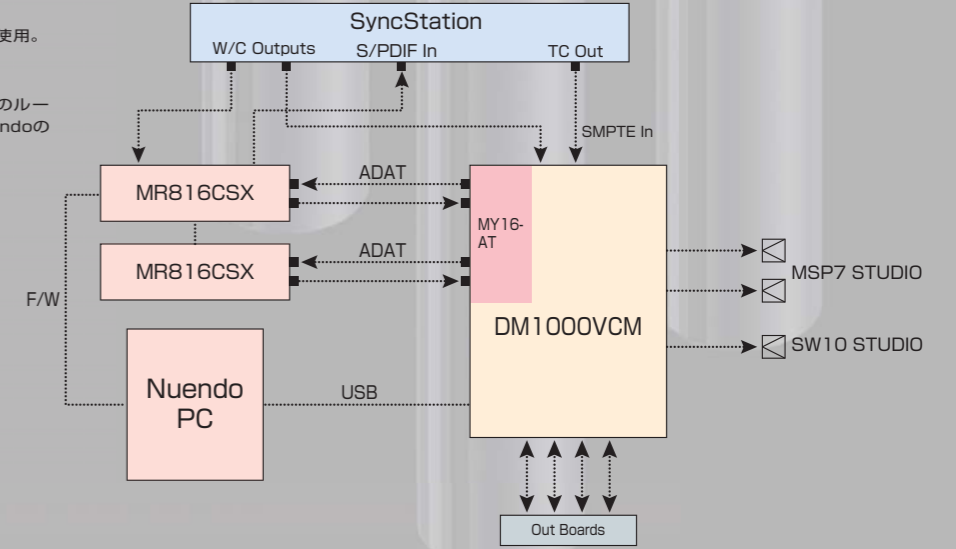 使用。
のルー
ndoの
SyncStation
W/C Outputs
S/PDIF In
TC Out
SMPTE In
MR816CSX
ADAT
MY16-
AT
MR816CSX
ADAT
F/W
DM1000VCM
MSP7 STUDIO
SW10 STUDIO
Nuendo
PC
USB
Out Boards